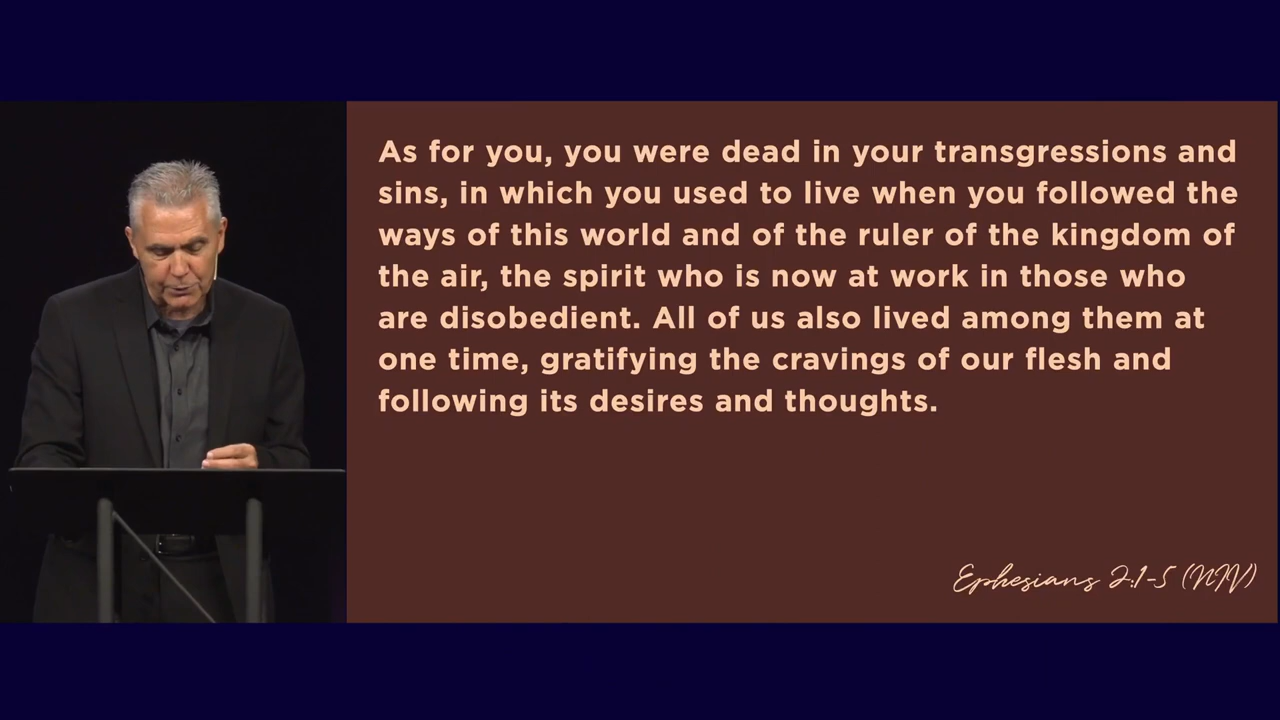 As for you, you were dead in your transgressions and
sins, in which you used to live when you followed the
ways of this world and of the ruler of the kingdom of
the air, the spirit who is now at work in those who
are disobedient. All of us also lived among them at
one time, gratifying the cravings of our flesh and
following its desires and thoughts.
Ephesians 2:1-5 (NIV)